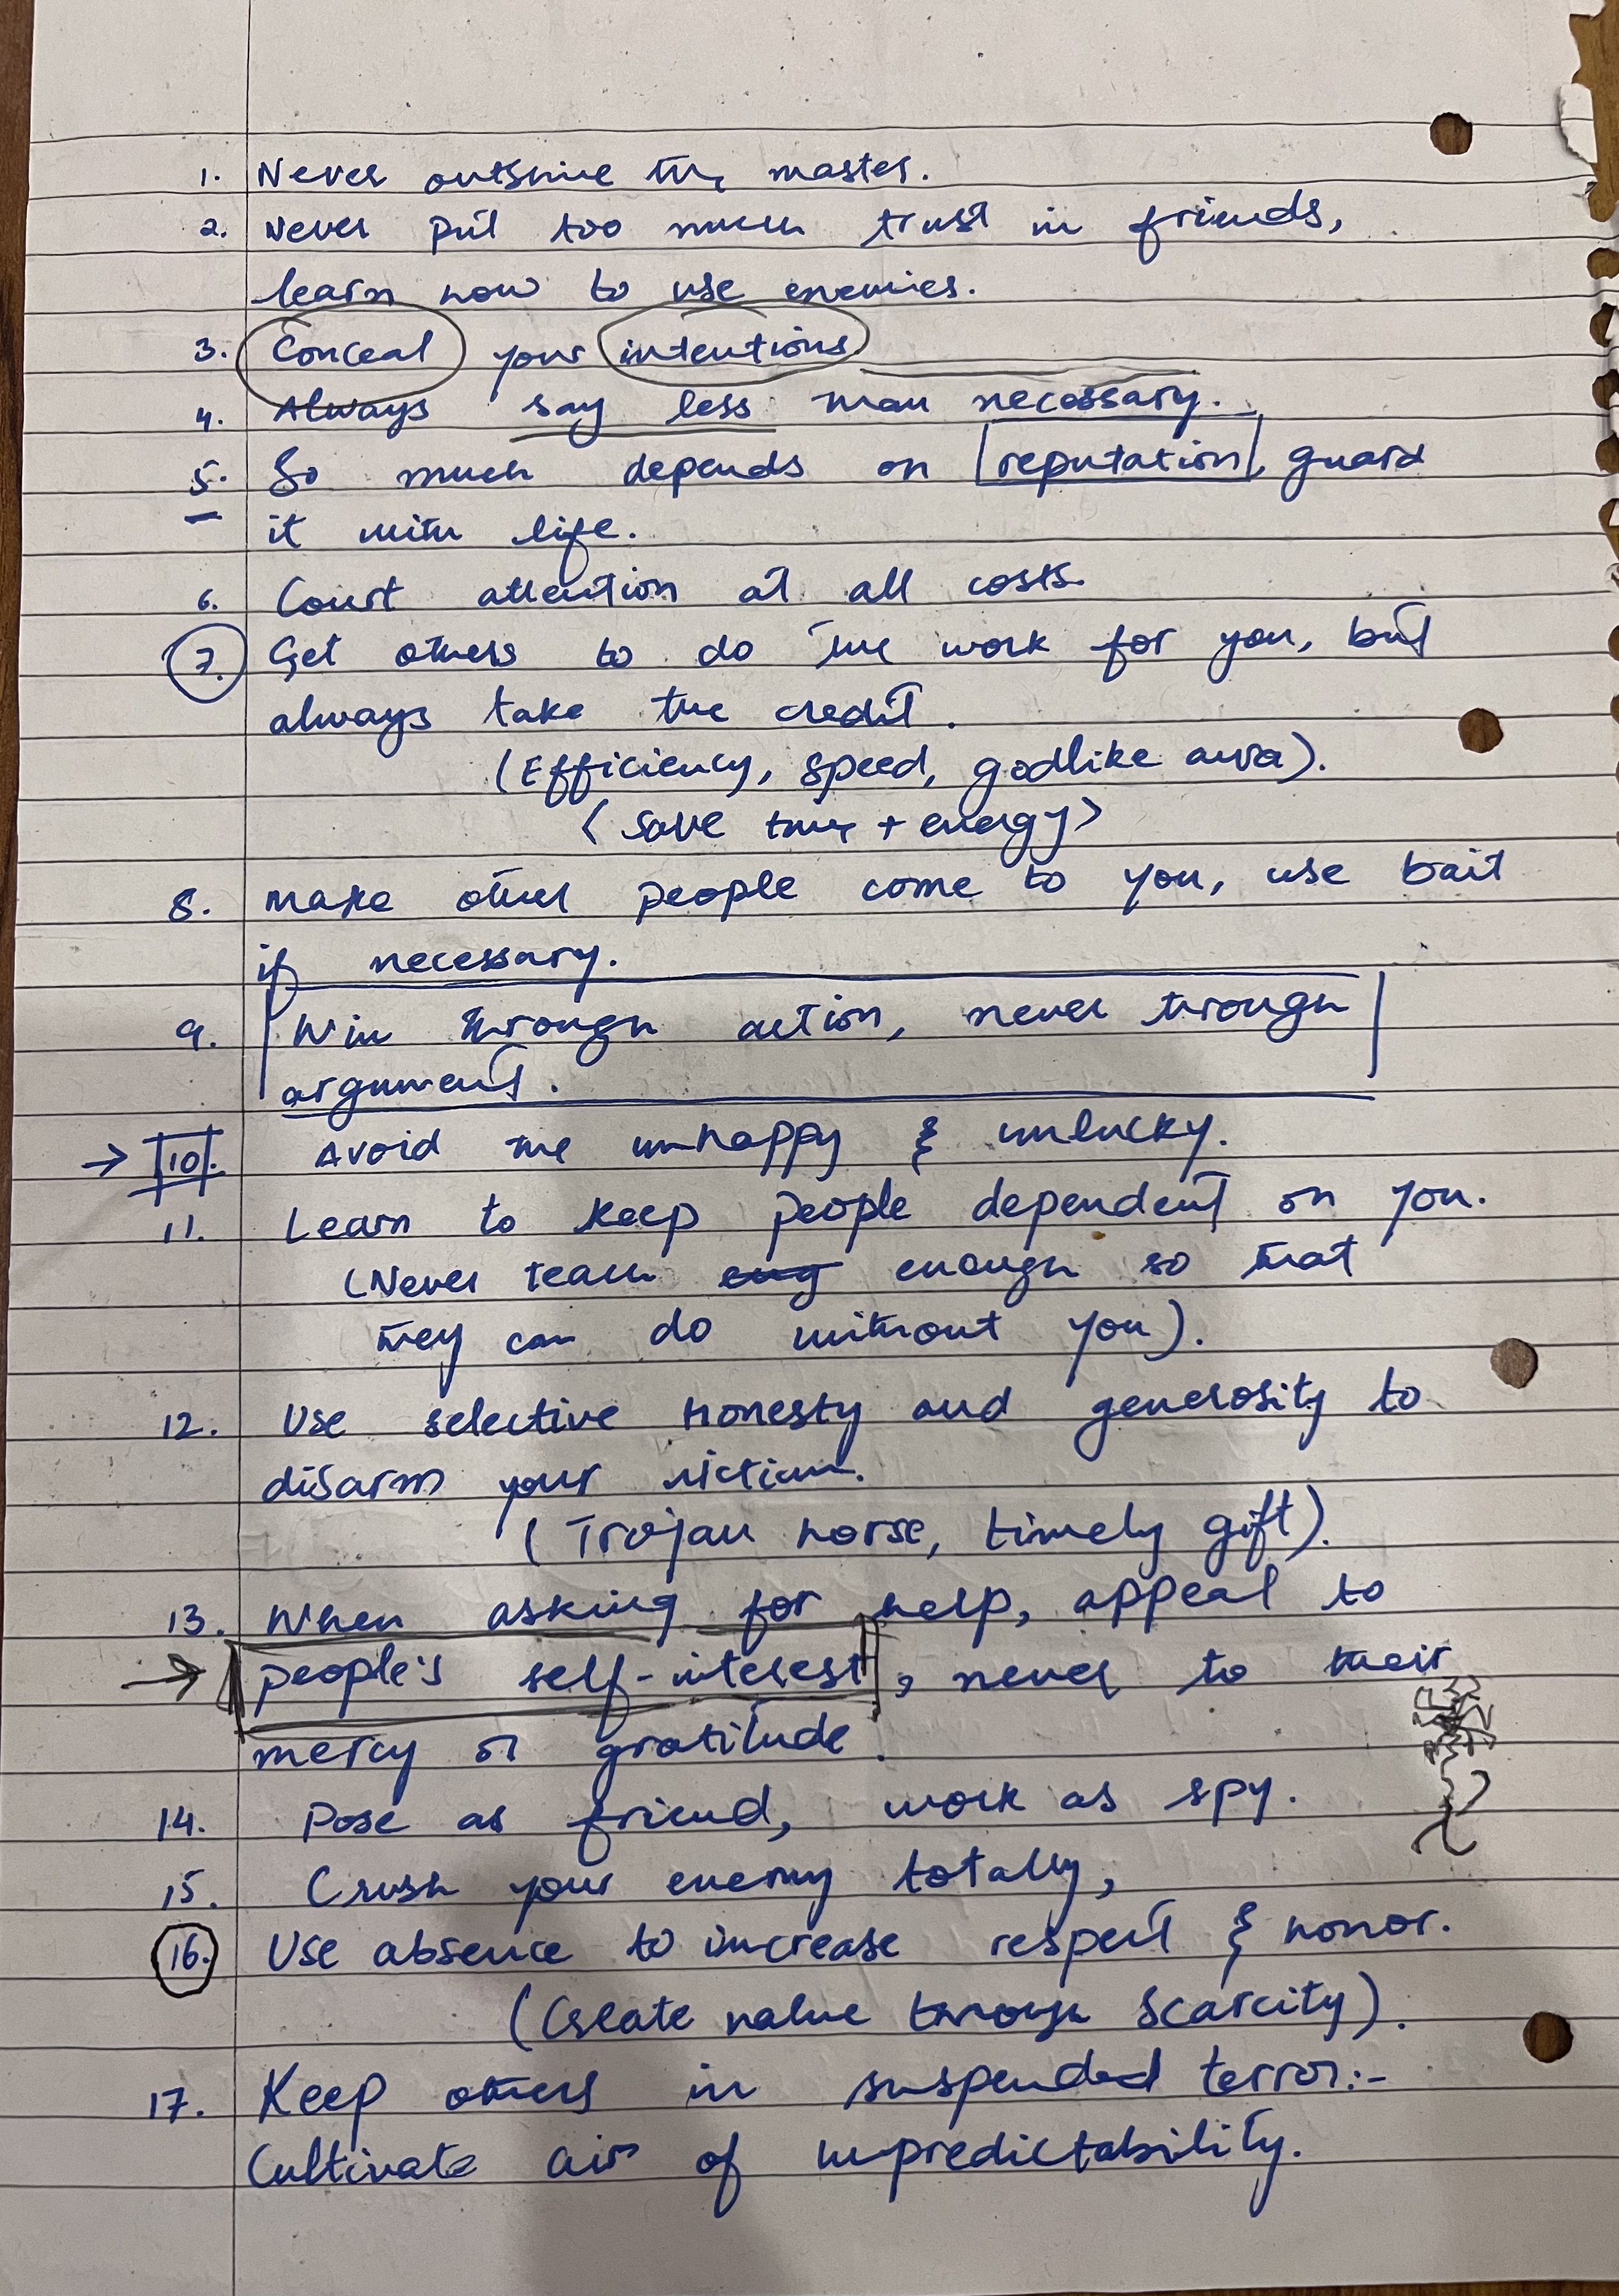 1. Never outshine the master.
2. Never put too much trust in friends,
learn how to use enemies.
3. Conceal your intentions
4. Always say less than necessary.
5. So much depends on reputation, guard
it with life.
6. Court attention at all costs.
7. Get others to do the work for you, but
always take the credit.
(Efficiency, speed, godlike aura).
<Save time + energy>
8. Make other people come to you, use bait
if necessary.
9. Win through action, never through
argument.
→ 10. Avoid the unhappy & unlucky.
11. Learn to keep people dependent on you.
(Never teach enough so that
they can do without you).
12. Use selective honesty and generosity to
disarm your victim.
(Trojan horse, timely gift).
13. When asking for help, appeal to
→ people's self-interest, never to their
mercy or gratitude.
14. Pose as friend, work as spy.
15. Crush your enemy totally,
16. Use absence to increase respect & honor.
(Create value through scarcity).
17. Keep others in suspended terror:-
Cultivate air of unpredictability.